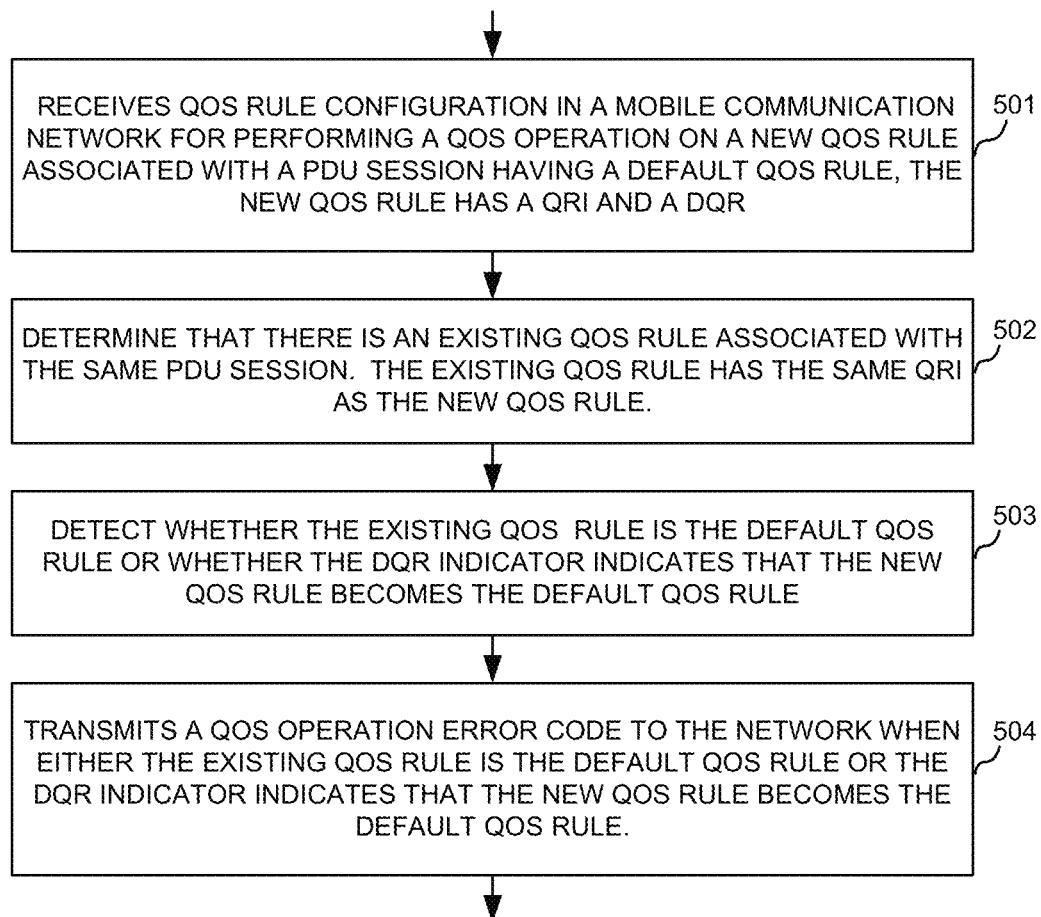 RECEIVES QOS RULE CONFIGURATION IN A MOBILE COMMUNICATION
NETWORK FOR PERFORMING A QOS OPERATION ON A NEW QOS RULE
ASSOCIATED WITH A PDU SESSION HAVING A DEFAULT QOS RULE, THE
NEW QOS RULE HAS A QRI AND A DQR
501
DETERMINE THAT THERE IS AN EXISTING QOS RULE ASSOCIATED WITH
THE SAME PDU SESSION. THE EXISTING QOS RULE HAS THE SAME QRI
AS THE NEW QOS RULE.
502
DETECT WHETHER THE EXISTING QOS RULE IS THE DEFAULT QOS
RULE OR WHETHER THE DQR INDICATOR INDICATES THAT THE NEW
QOS RULE BECOMES THE DEFAULT QOS RULE
503
TRANSMITS A QOS OPERATION ERROR CODE TO THE NETWORK WHEN
EITHER THE EXISTING QOS RULE IS THE DEFAULT QOS RULE OR THE
DQR INDICATOR INDICATES THAT THE NEW QOS RULE BECOMES THE
DEFAULT QOS RULE.
504